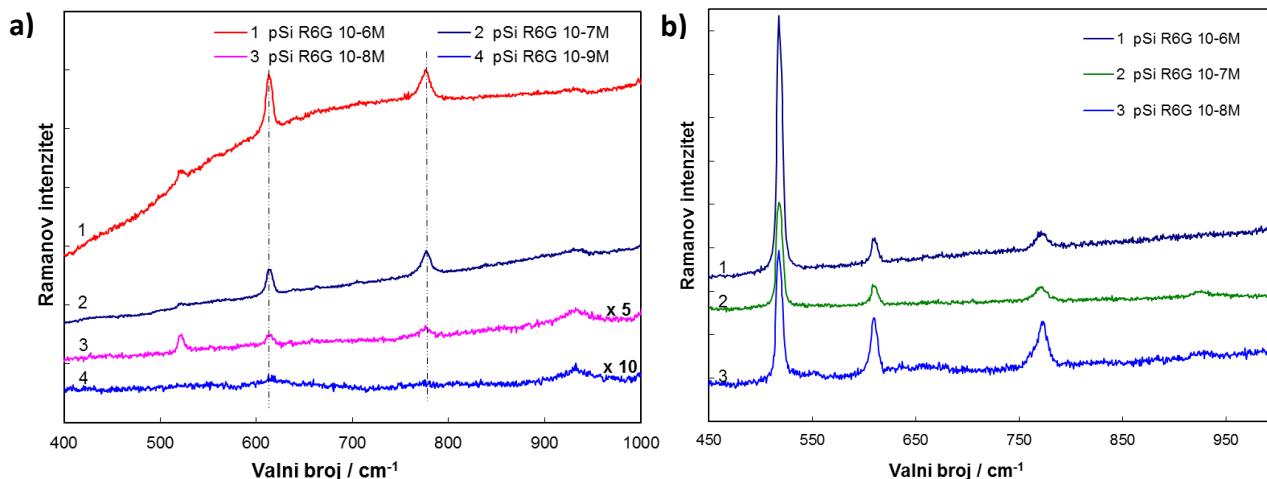 a)
1 pSi R6G 10-6M
2 pSi R6G 10-7M
3 pSi R6G 10-8M
4 pSi R6G 10-9M
Ramanov intenzitet
1
2
3
4
x 5
x 10
400 500 600 700 800 900 1000
Valni broj / cm⁻¹
b)
1 pSi R6G 10-6M
2 pSi R6G 10-7M
3 pSi R6G 10-8M
Ramanov intenzitet
1
2
3
450 550 650 750 850 950
Valni broj / cm⁻¹